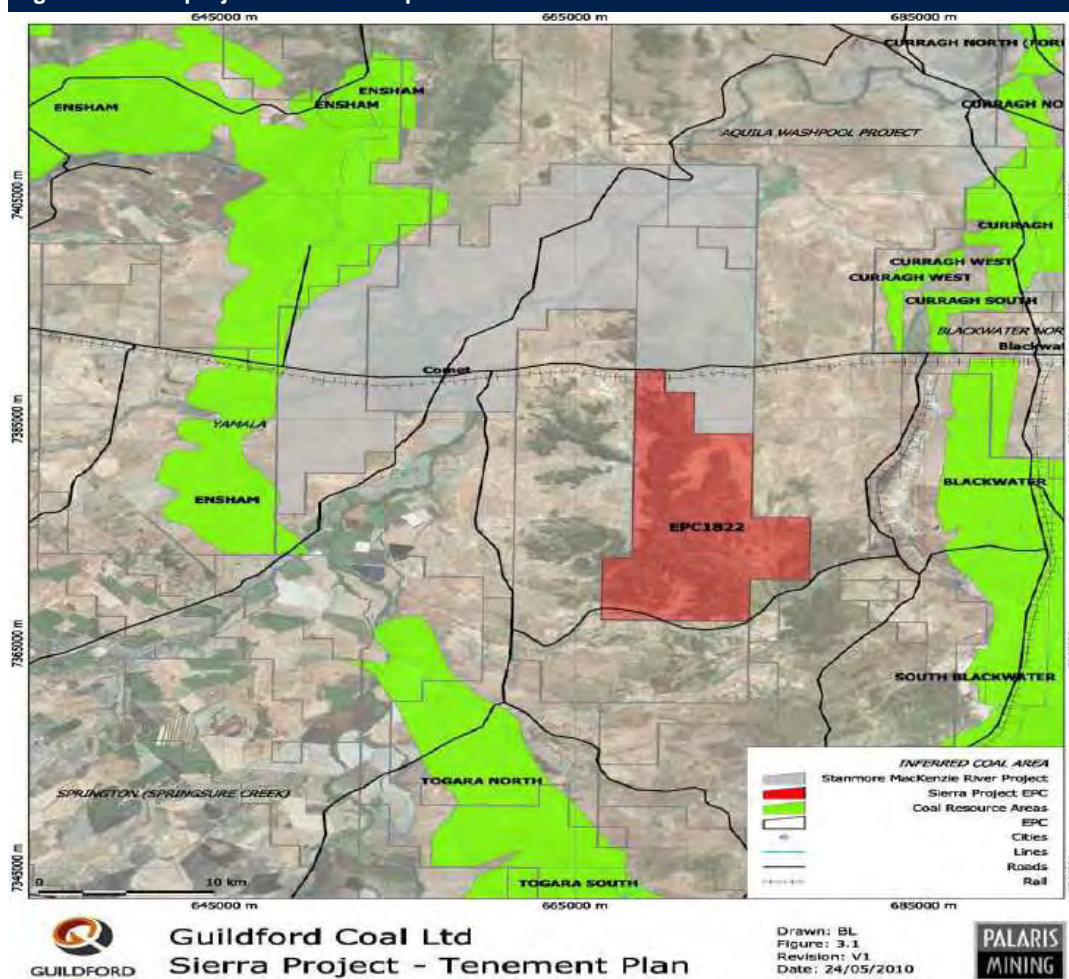 645000 m 665000 m 685000 m
CURRAGH NORTH (FOR
ENSHAM
ENSHAM
ENSHAM
CURRAGH NO
AQUILA WASHPOOL PROJECT
7405000 m
CURRAGH
CURRAGH WEST
CURRAGH WEST
CURRAGH SOUTH
BLACKWATER NOR
Blackwat
Comet
7385000 m
YAMALA
ENSHAM
BLACKWATER
EPC1822
7365000 m
SOUTH BLACKWATER
INFERRED COAL AREA
Stanmore MacKenzie River Project
Sierra Project EPC
Coal Resource Areas
EPC
Cities
Lines
Roads
Rail
TOGARA NORTH
SPRINGTON (SPRINGSURE CREEK)
7345000 m
0 10 km
TOGARA SOUTH
645000 m 665000 m 685000 m
GUILDFORD
Guildford Coal Ltd
Sierra Project - Tenement Plan
Drawn: BL
Figure: 3.1
Revision: V1
Date: 24/05/2010
PALARIS
MINING